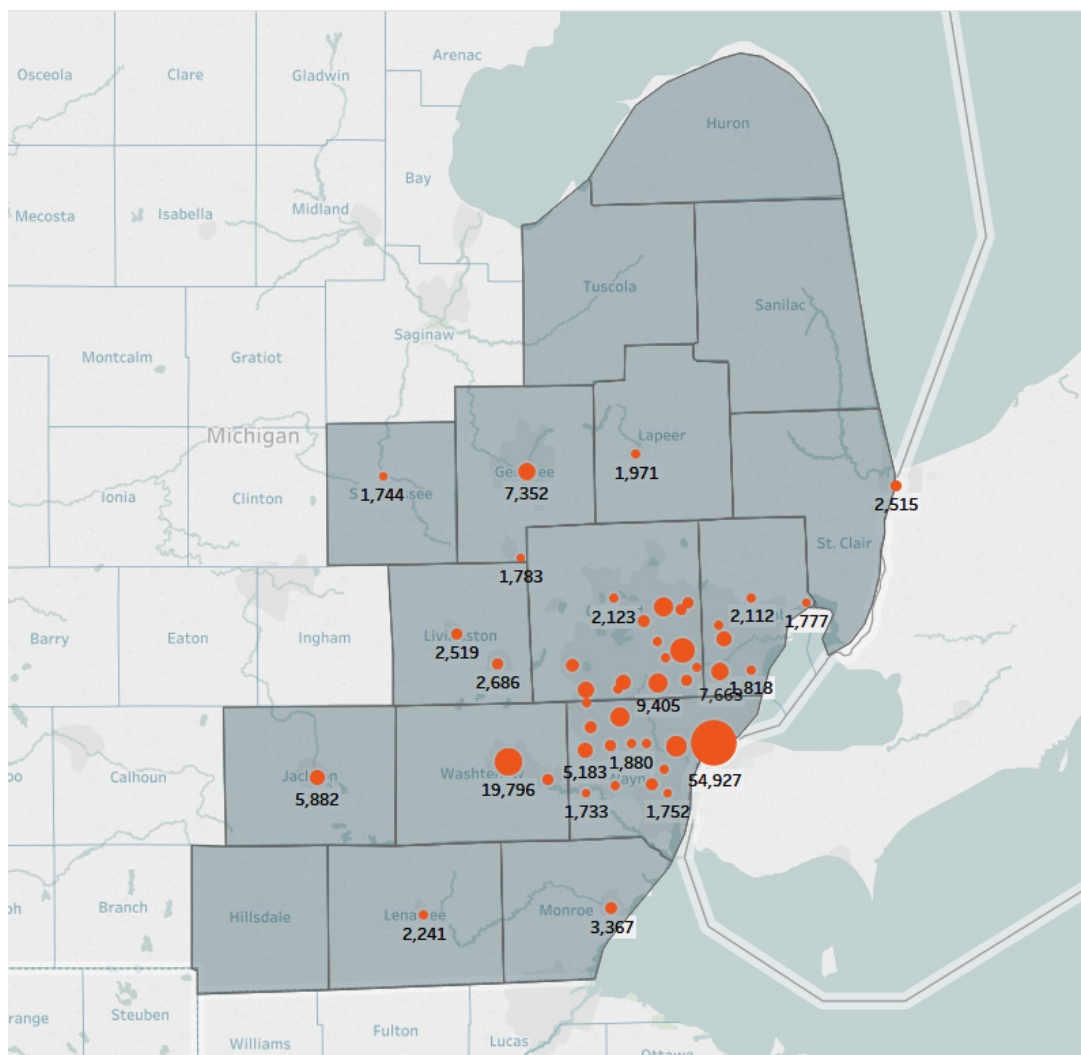 Arenac
Osceola
Clare
Gladwin
Huron
Bay
Mecosta
Isabella
Midland
Tuscola
Sanilac
Saginaw
Montcalm
Gratiot
Michigan
Lapeer
1,971
Genesee
7,352
1,744
2,515
Ionia
Clinton
St. Clair
1,783
2,123
2,112
1,777
Barry
Eaton
Ingham
Livingston
2,519
2,686
7,663
1,818
9,405
5,183
1,880
54,927
Calhoun
Jackson
5,882
Washtenaw
19,796
1,733
1,752
Branch
Hillsdale
Lenawee
2,241
Monroe
3,367
Steuben
Williams
Fulton
Lucas
Ottawa